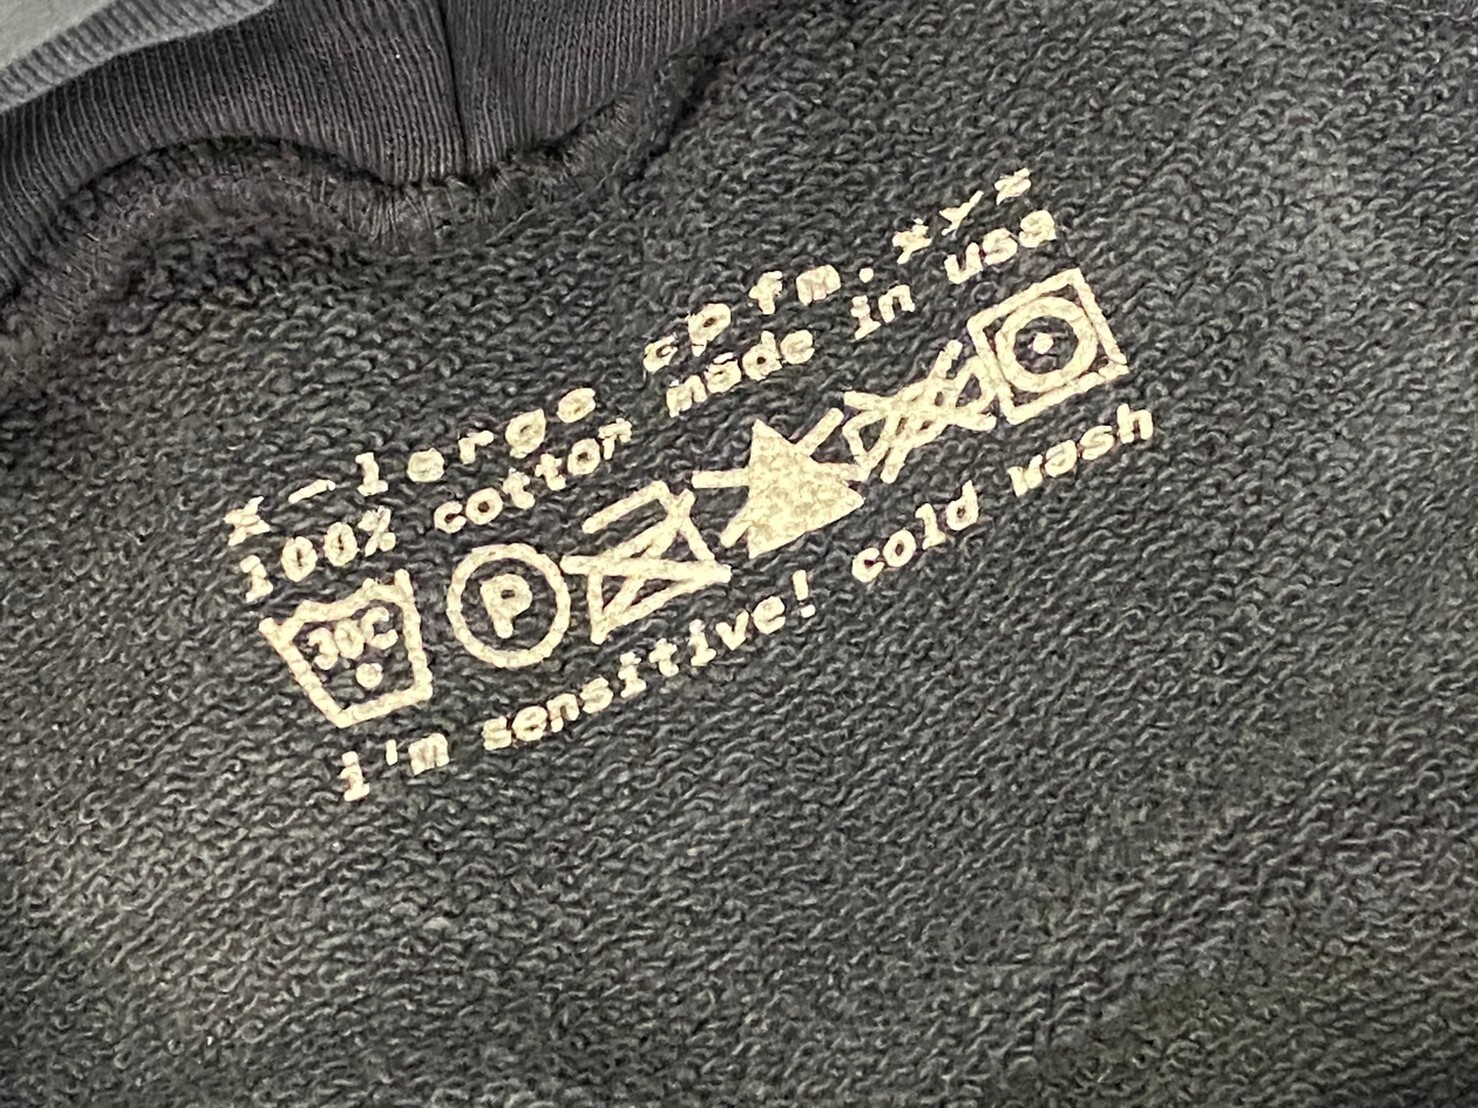 x-large cpfm.xyz
100% cotton made in usa
30C P
i'm sensitive! cold wash